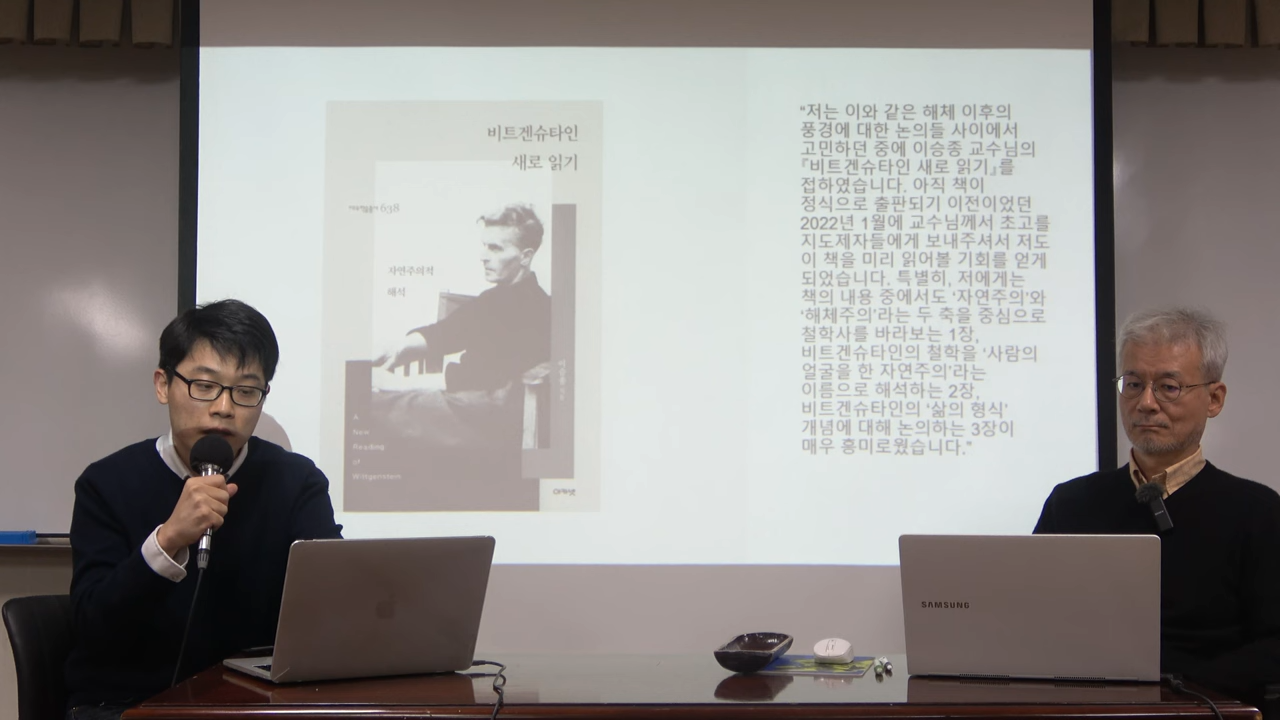 비트겐슈타인
새로 읽기
638
자연주의적
해석
A
New
Reading
of
Wittgenstein
“저는 이와 같은 해체 이후의
풍경에 대한 논의들 사이에서
고민하던 중에 이승종 교수님의
『비트겐슈타인 새로 읽기』를
접하였습니다. 아직 책이
정식으로 출판되기 이전이었던
2022년 1월에 교수님께서 초고를
지도제자들에게 보내주셔서 저도
이 책을 미리 읽어볼 기회를 얻게
되었습니다. 특별히, 저에게는
책의 내용 중에서도 ‘자연주의’와
‘해체주의’라는 두 축을 중심으로
철학사를 바라보는 1장,
비트겐슈타인의 철학을 ‘사람의
얼굴을 한 자연주의’라는
이름으로 해석하는 2장,
비트겐슈타인의 ‘삶의 형식’
개념에 대해 논의하는 3장이
매우 흥미로웠습니다.”
SAMSUNG